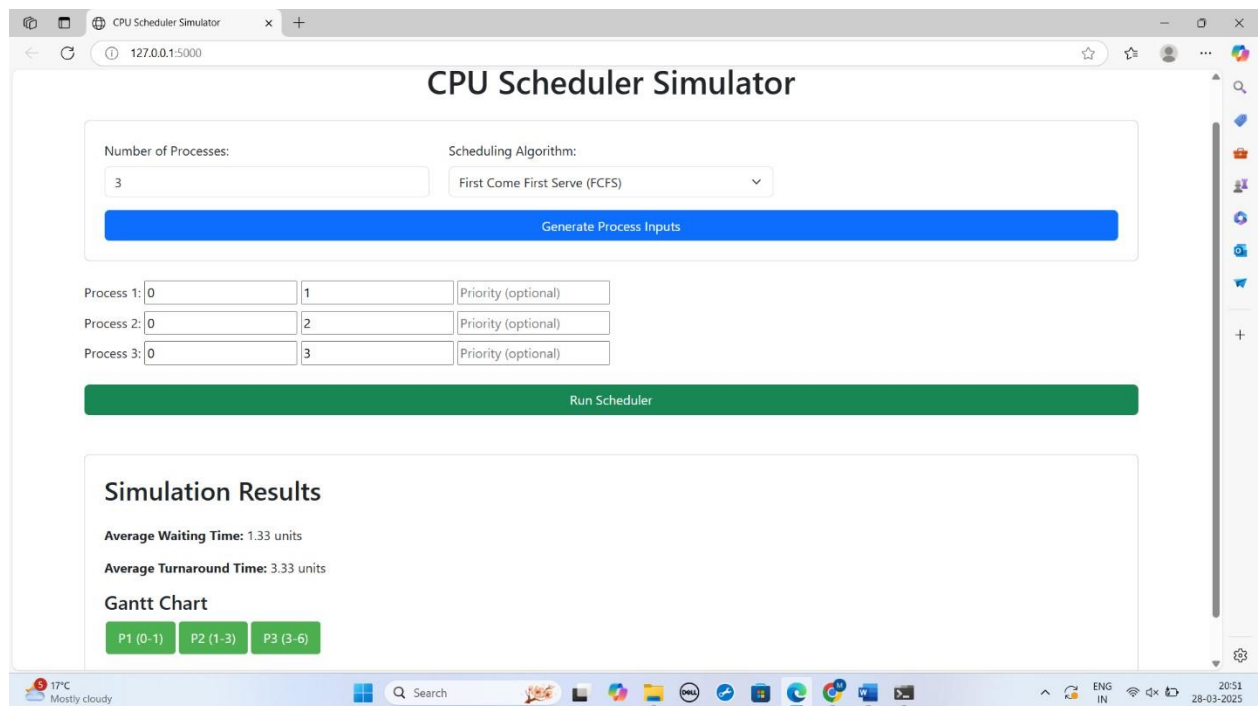 CPU Scheduler Simulator
127.0.0.1:5000
CPU Scheduler Simulator
Number of Processes:
Scheduling Algorithm:
3
First Come First Serve (FCFS)
Generate Process Inputs
Process 1: 0 1 Priority (optional)
Process 2: 0 2 Priority (optional)
Process 3: 0 3 Priority (optional)
Run Scheduler
Simulation Results
Average Waiting Time: 1.33 units
Average Turnaround Time: 3.33 units
Gantt Chart
P1 (0-1) P2 (1-3) P3 (3-6)
5
17°C
Mostly cloudy
Search
DELL
ENG
IN
20:51
28-03-2025